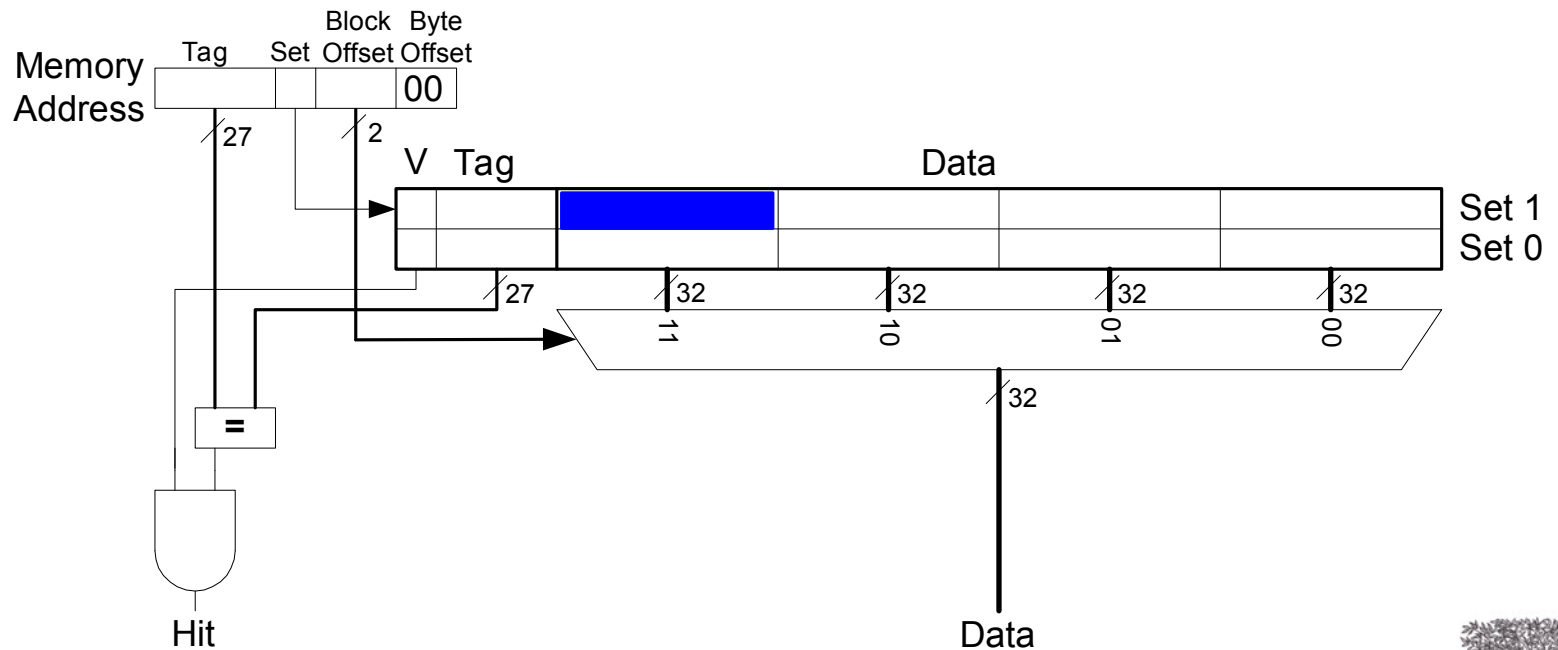 Block Byte
Tag Set Offset Offset
Memory
Address
00
27
2
V Tag Data
Set 1
Set 0
27
32
32
32
32
11
10
01
00
=
32
Hit
Data